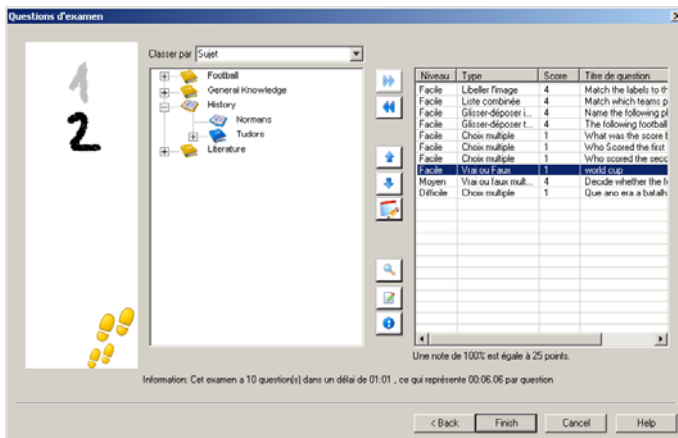 Questions d'examen
1
2
Classer par Sujet
Football
General Knowledge
History
Normans
Tudors
Literature
Niveau Type Score Titre de question
Facile Libeller l'image 4 Match the labels to th
Facile Liste combinée 4 Match which teams p
Facile Glisser-déposer i... 4 Name the following pl
Facile Glisser-déposer t... 4 The following football
Facile Choix multiple 1 What was the score b
Facile Choix multiple 1 Who Scored the first
Facile Choix multiple 1 Who scored the secc
Facile Vrai ou Faux 1 world cup
Moyen Vrai ou faux mult... 4 Decide whether the fo
Difficile Choix multiple 1 Que ano era a batalh
Une note de 100% est égale à 25 points.
Information: Cet examen a 10 question(s) dans un délai de 01:01 , ce qui représente 00:06.06 par question
< Back Finish Cancel Help